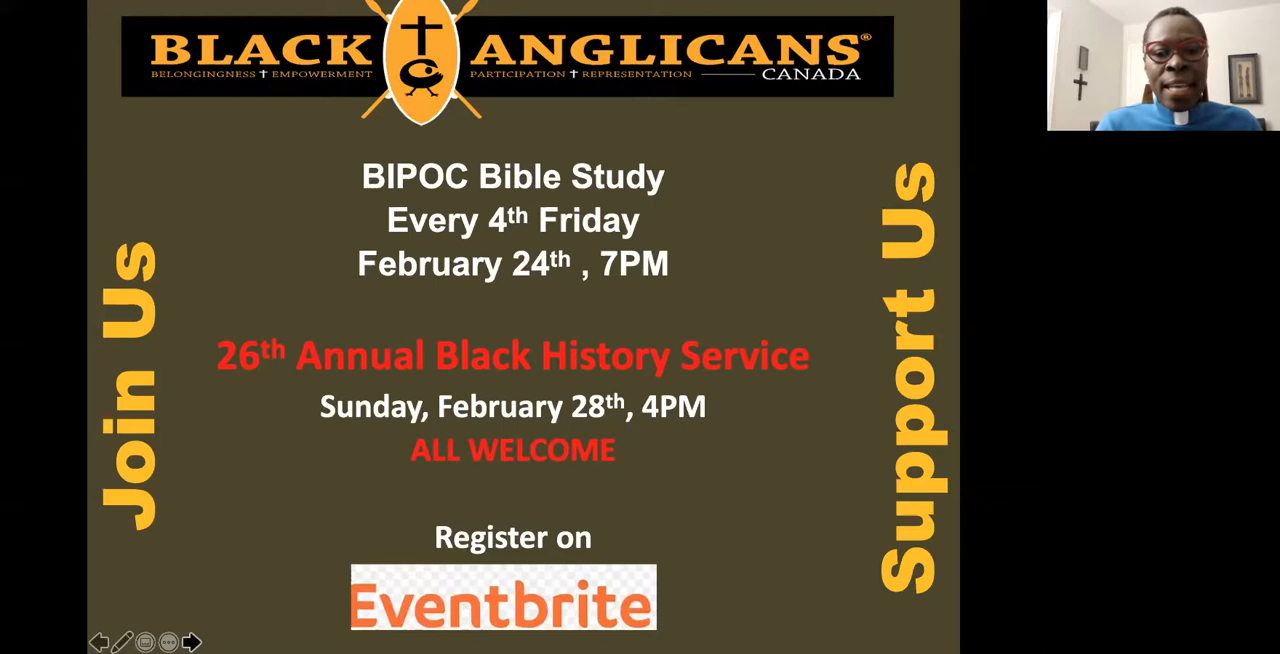 BLACK ANGLICANS®
BELONGINGNESS ✝ EMPOWERMENT PARTICIPATION ✝ REPRESENTATION CANADA
BIPOC Bible Study
Every 4th Friday
February 24th , 7PM
26th Annual Black History Service
Sunday, February 28th, 4PM
ALL WELCOME
Register on
Eventbrite
Join Us
Support Us